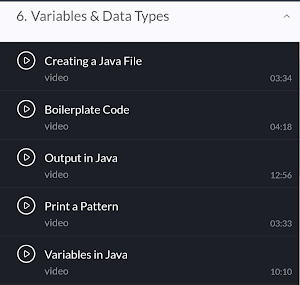 6. Variables & Data Types
Creating a Java File
video
03:34
Boilerplate Code
video
04:18
Output in Java
video
12:56
Print a Pattern
video
03:33
Variables in Java
video
10:10